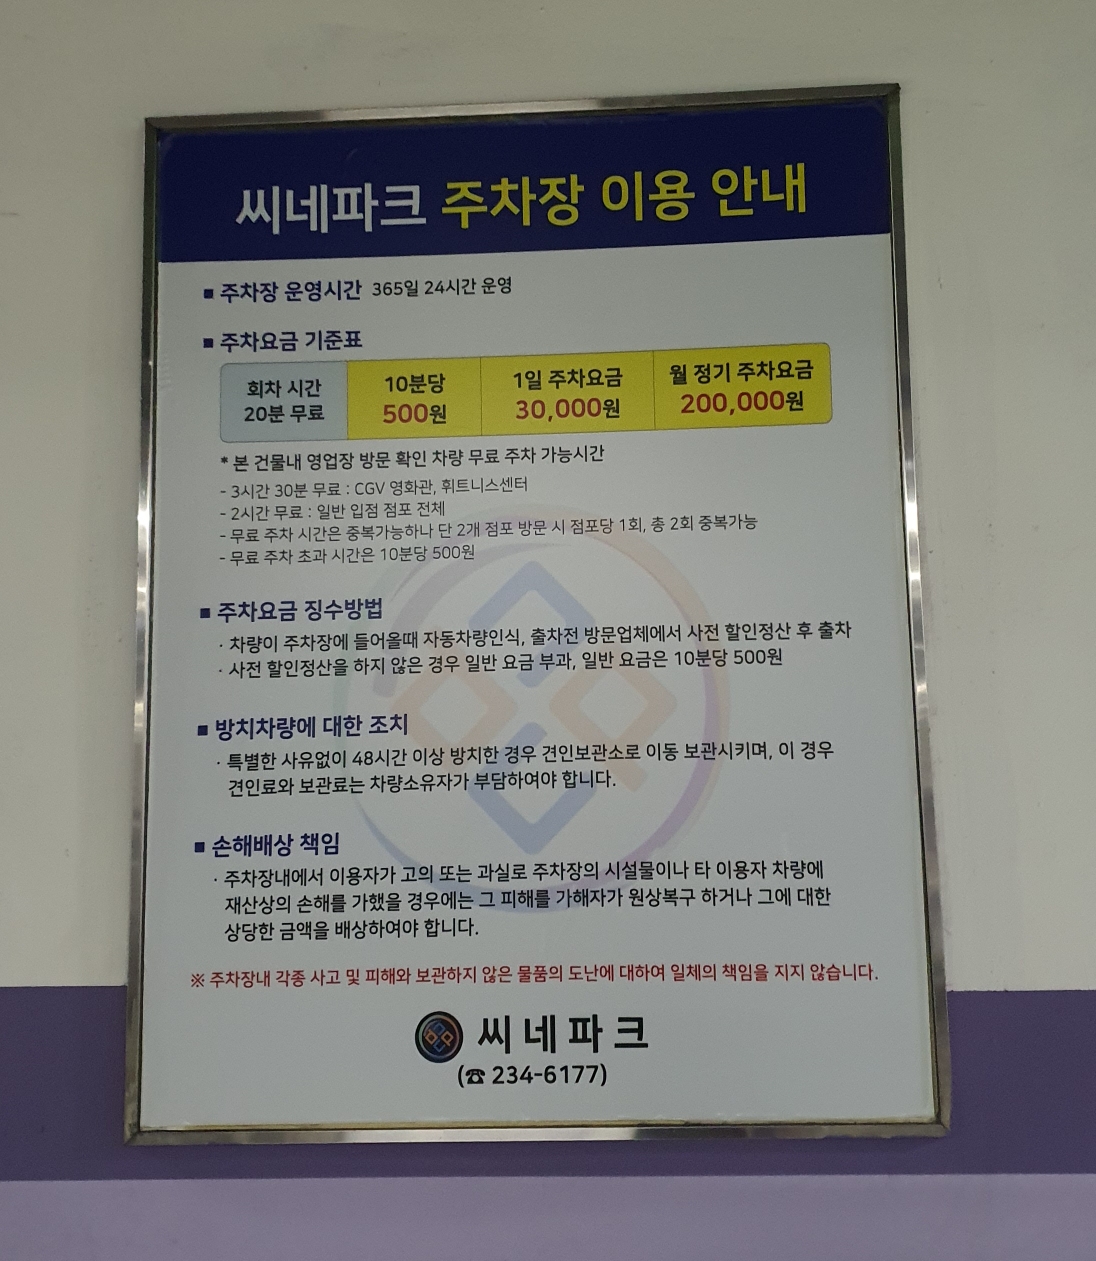 씨네파크 주차장 이용 안내
■ 주차장 운영시간 365일 24시간 운영
■ 주차요금 기준표
회차 시간
20분 무료
10분당
500원
1일 주차요금
30,000원
월 정기 주차요금
200,000원
* 본 건물내 영업장 방문 확인 차량 무료 주차 가능시간
- 3시간 30분 무료 : CGV 영화관, 휘트니스센터
- 2시간 무료 : 일반 입점 점포 전체
- 무료 주차 시간은 중복가능하나 단 2개 점포 방문 시 점포당 1회, 총 2회 중복가능
- 무료 주차 초과 시간은 10분당 500원
■ 주차요금 징수방법
· 차량이 주차장에 들어올때 자동차량인식, 출차전 방문업체에서 사전 할인정산 후 출차
· 사전 할인정산을 하지 않은 경우 일반 요금 부과, 일반 요금은 10분당 500원
■ 방치차량에 대한 조치
· 특별한 사유없이 48시간 이상 방치한 경우 견인보관소로 이동 보관시키며, 이 경우
견인료와 보관료는 차량소유자가 부담하여야 합니다.
■ 손해배상 책임
· 주차장내에서 이용자가 고의 또는 과실로 주차장의 시설물이나 타 이용자 차량에
재산상의 손해를 가했을 경우에는 그 피해를 가해자가 원상복구 하거나 그에 대한
상당한 금액을 배상하여야 합니다.
※ 주차장내 각종 사고 및 피해와 보관하지 않은 물품의 도난에 대하여 일체의 책임을 지지 않습니다.
씨네파크
(☎ 234-6177)